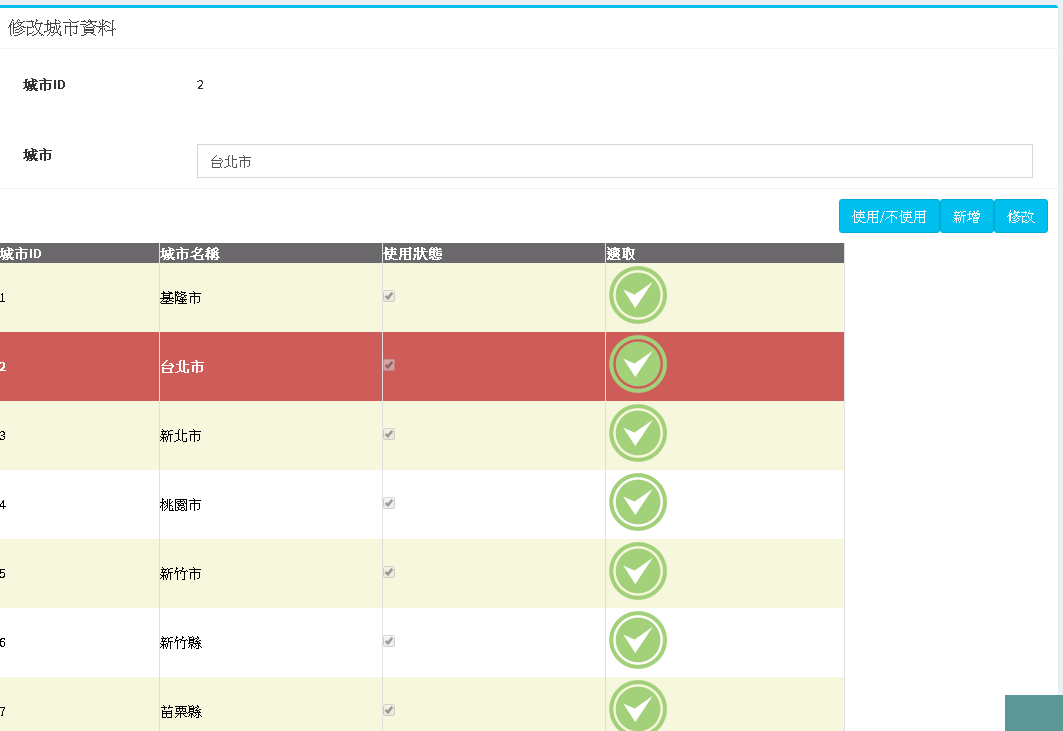 修改城市資料
城市ID 2
城市 台北市
使用/不使用 新增 修改
城市ID 城市名稱 使用狀態 選取
1 基隆市
2 台北市
3 新北市
4 桃園市
5 新竹市
6 新竹縣
7 苗栗縣